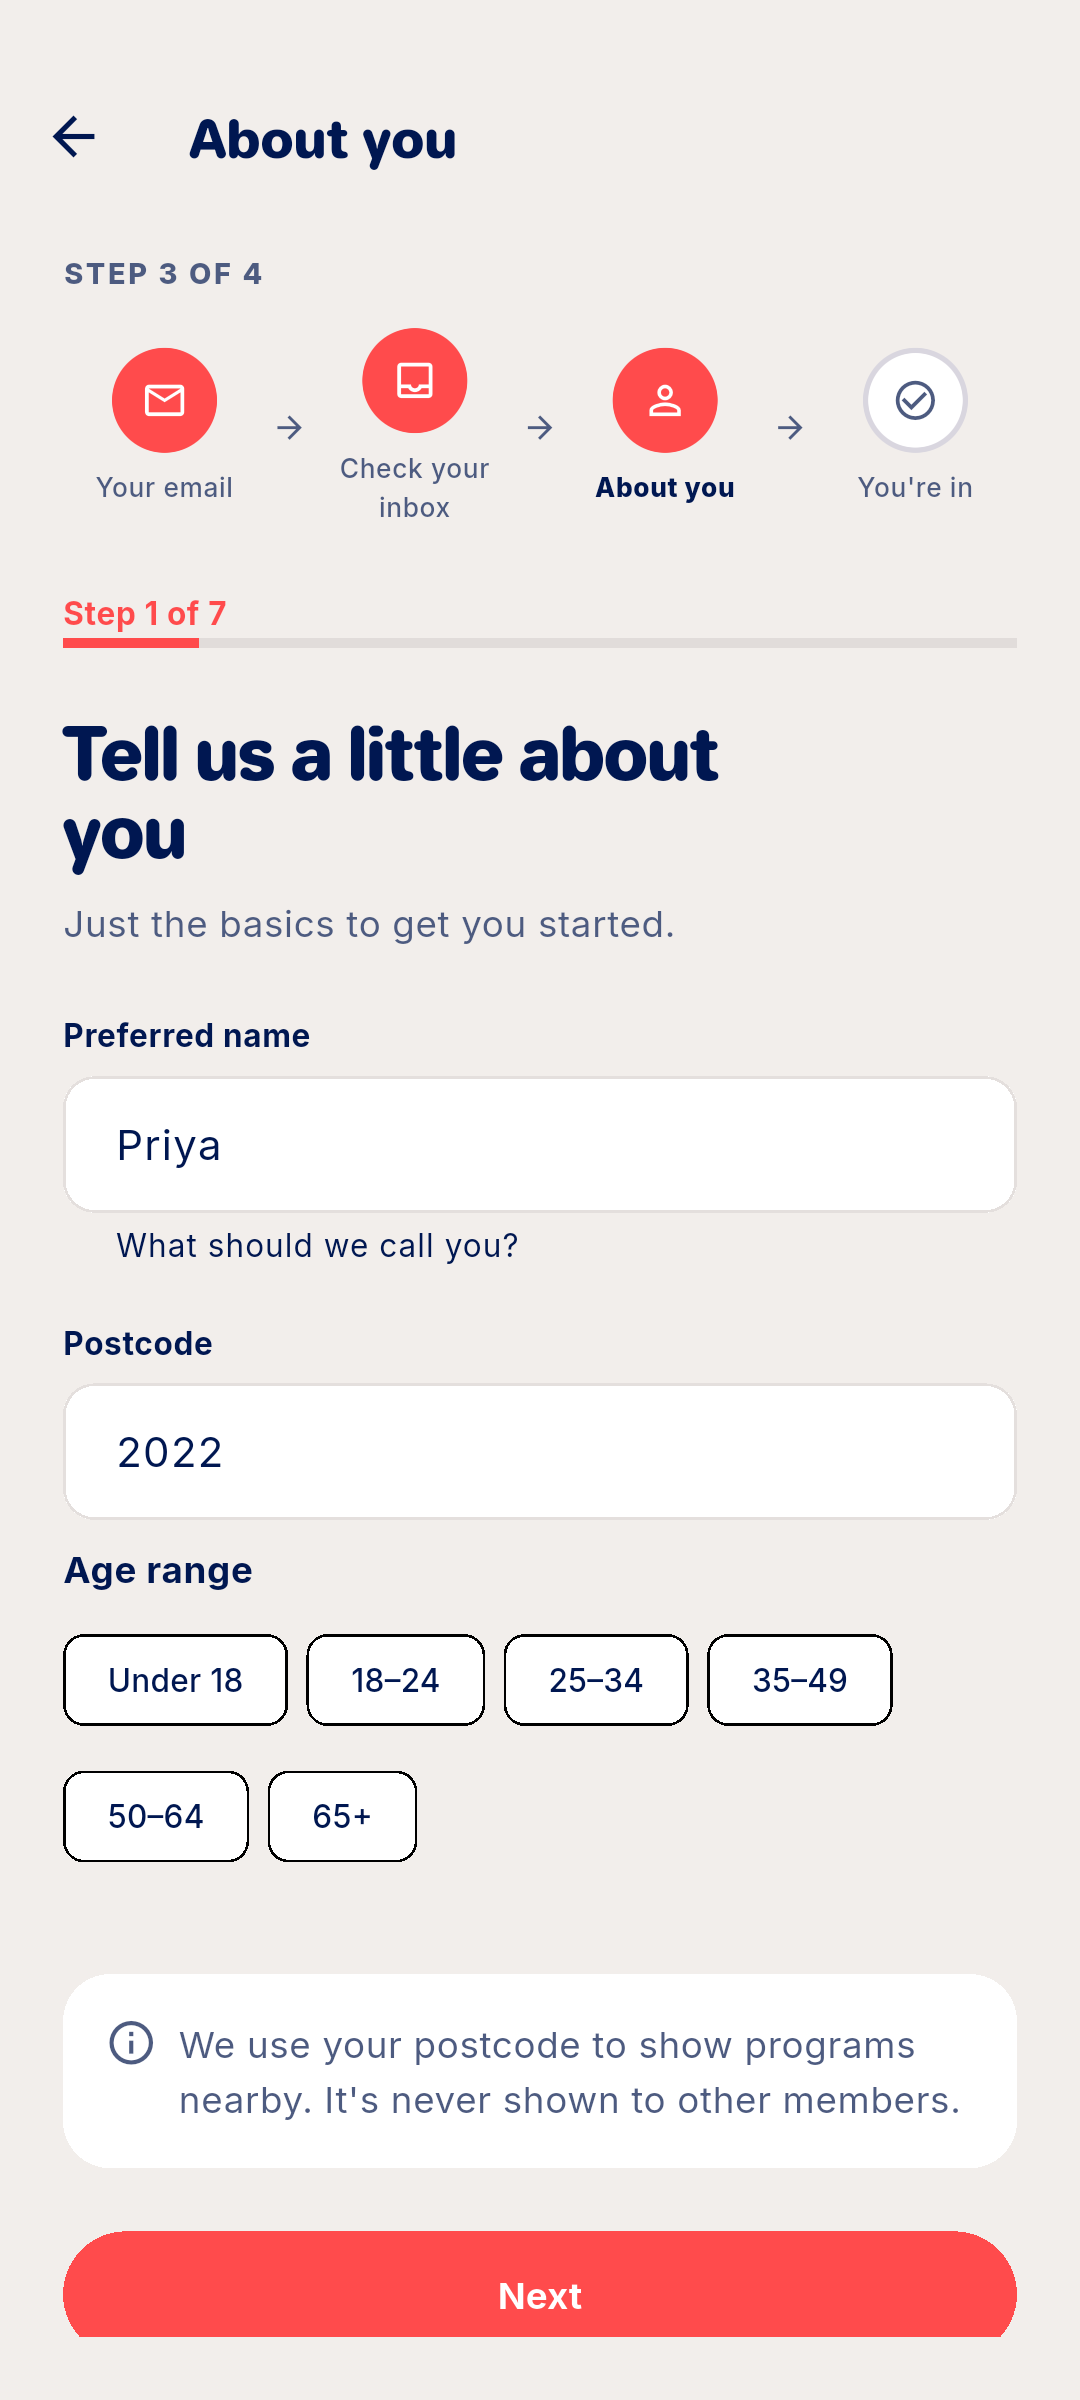 About you
STEP 3 OF 4
Your email
Check your
inbox
About you
You're in
Step 1 of 7
Tell us a little about
you
Just the basics to get you started.
Preferred name
Priya
What should we call you?
Postcode
2022
Age range
Under 18
18–24
25–34
35–49
50–64
65+
We use your postcode to show programs
nearby. It's never shown to other members.
Next